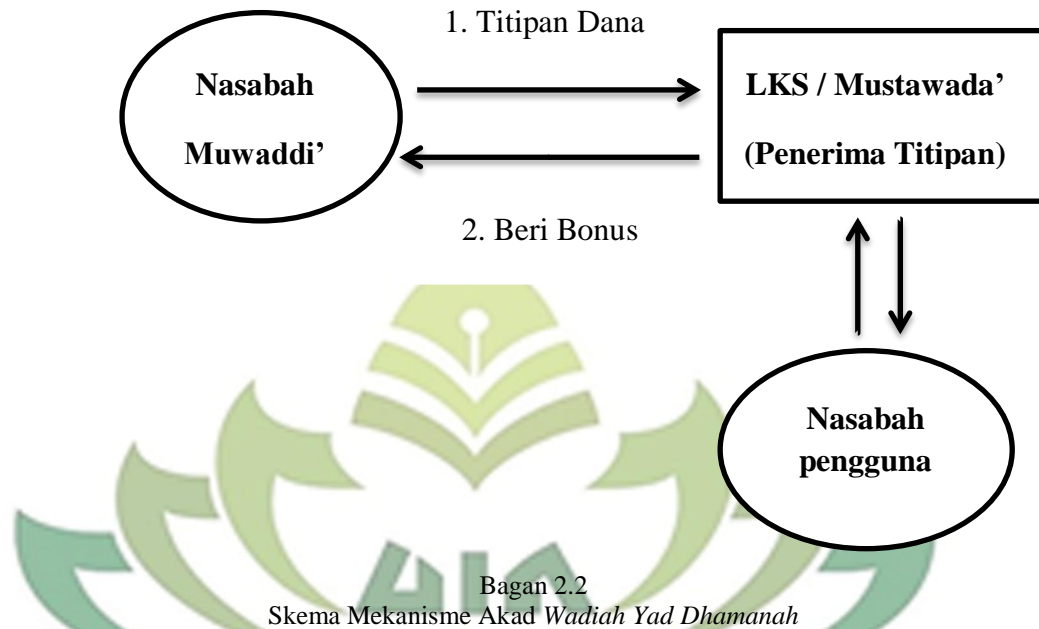 1. Titipan Dana
Nasabah
Muwaddi’
LKS / Mustawada’
(Penerima Titipan)
2. Beri Bonus
Nasabah
pengguna
Bagan 2.2
Skema Mekanisme Akad Wadiah Yad Dhamanah